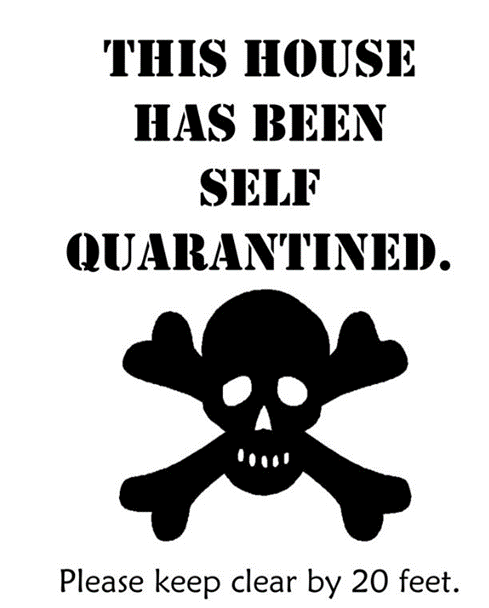 THIS HOUSE
HAS BEEN
SELF
QUARANTINED.
Please keep clear by 20 feet.